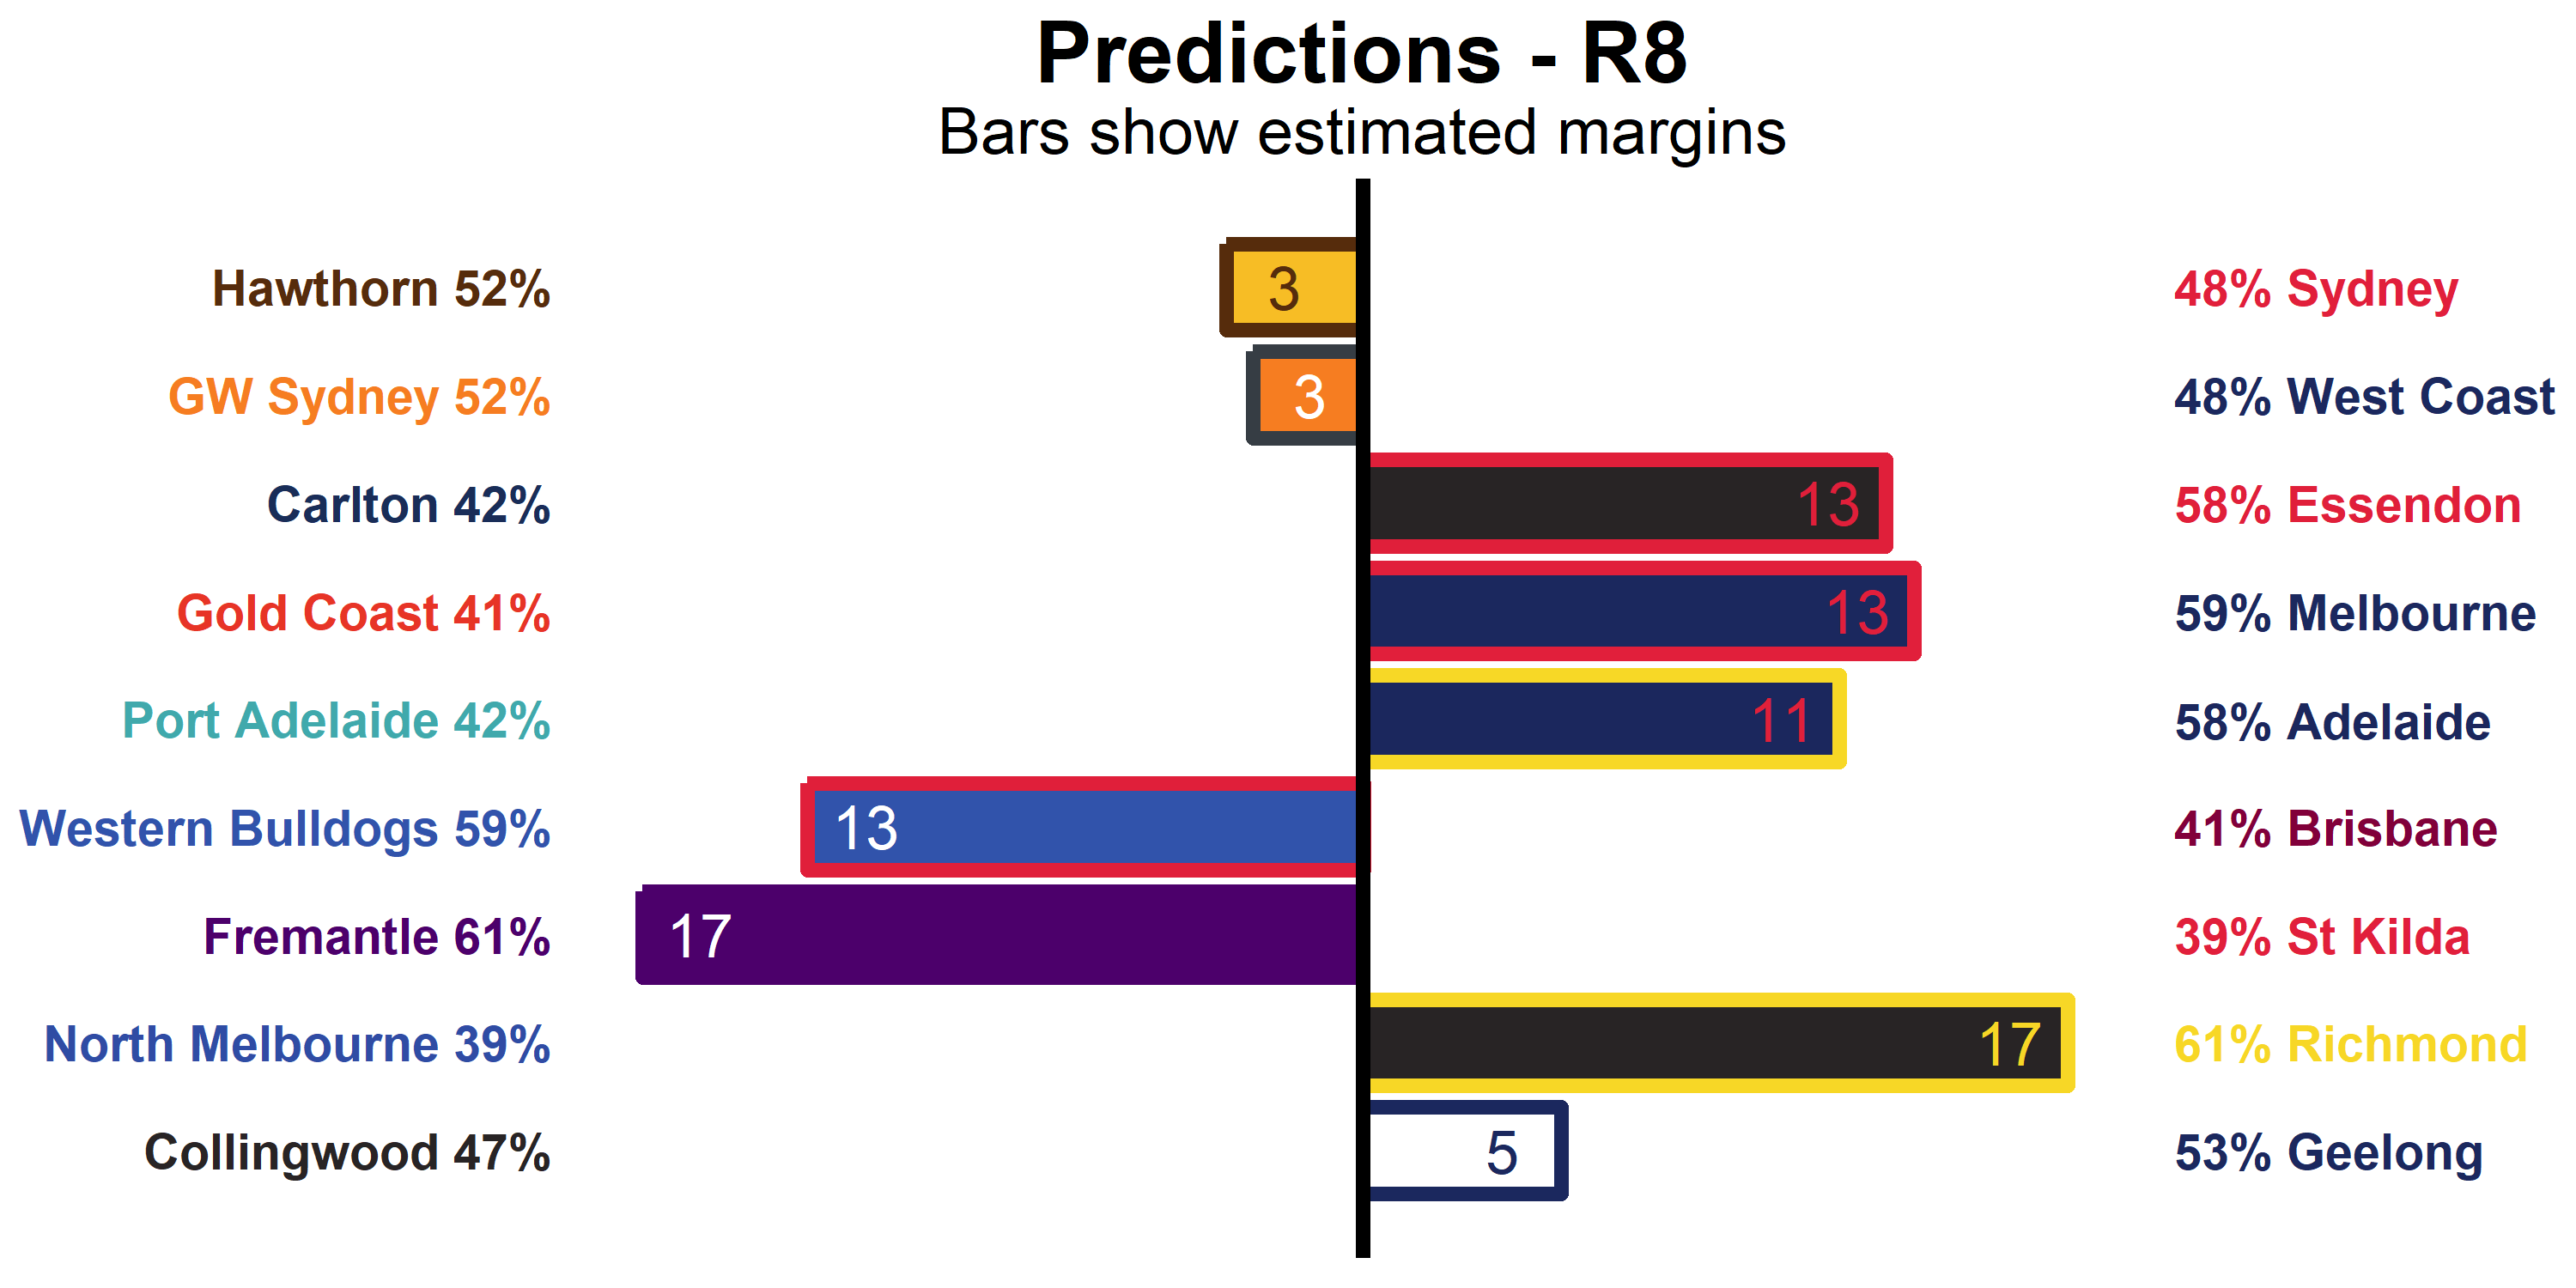 Predictions - R8
Bars show estimated margins
Hawthorn 52% 3 48% Sydney
GW Sydney 52% 3 48% West Coast
Carlton 42% 13 58% Essendon
Gold Coast 41% 13 59% Melbourne
Port Adelaide 42% 11 58% Adelaide
Western Bulldogs 59% 13 41% Brisbane
Fremantle 61% 17 39% St Kilda
North Melbourne 39% 17 61% Richmond
Collingwood 47% 5 53% Geelong